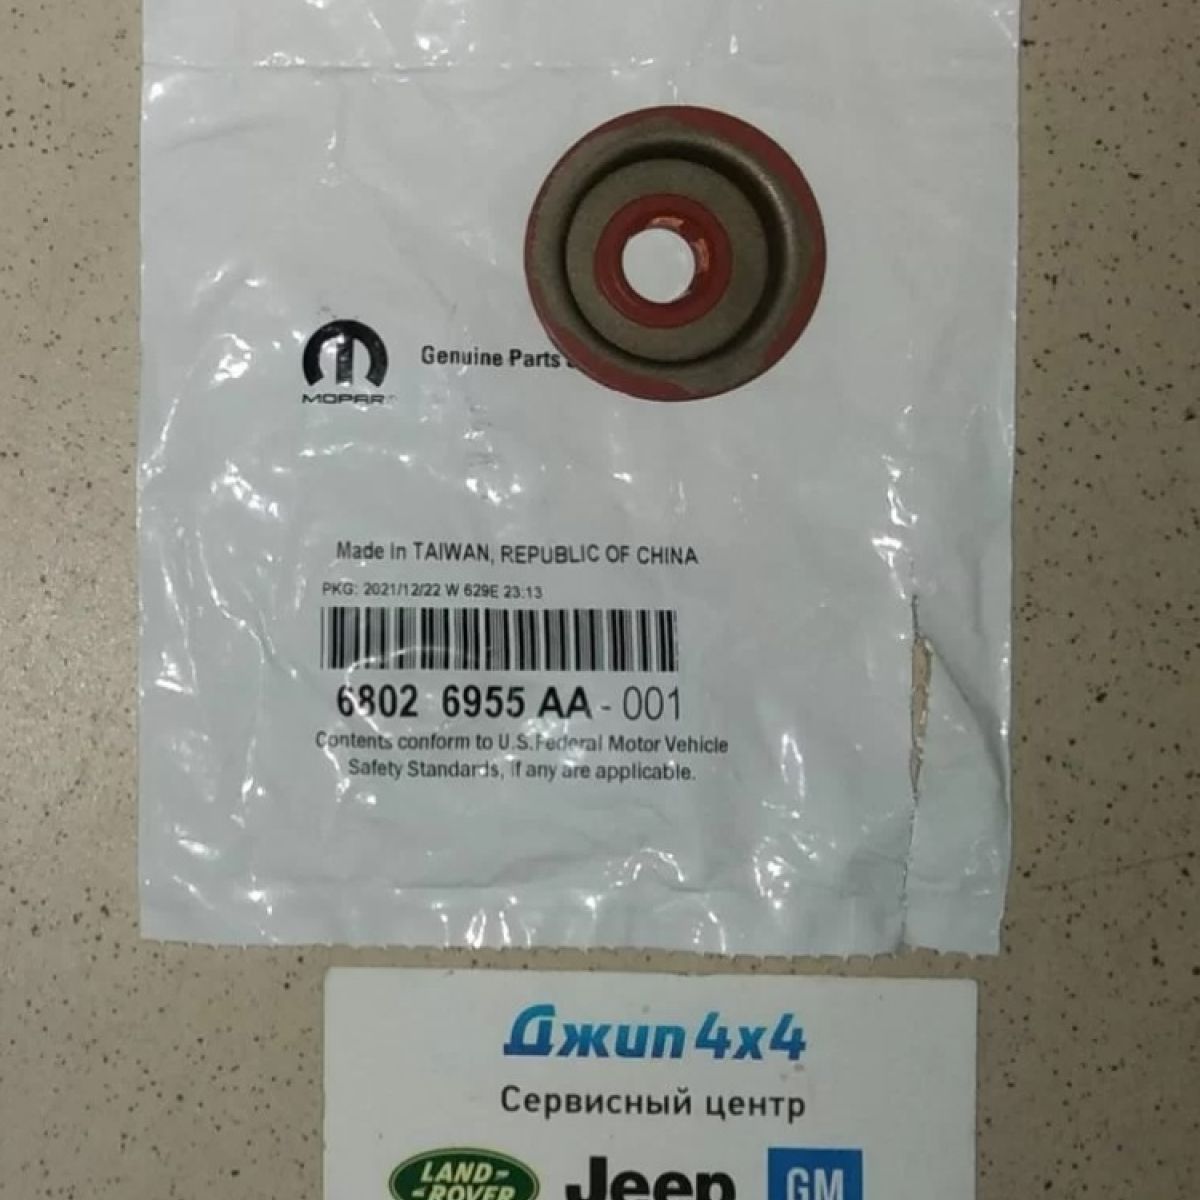 MOPAR
Genuine Parts
Made In TAIWAN, REPUBLIC OF CHINA
PKG: 2021/12/22 W 629E 23:13
6802 6955 AA - 001
Contents conform to U.S. Federal Motor Vehicle
Safety Standards, if any are applicable.
Джип 4x4
Сервисный центр
LAND-
-ROVER
Jeep
GM